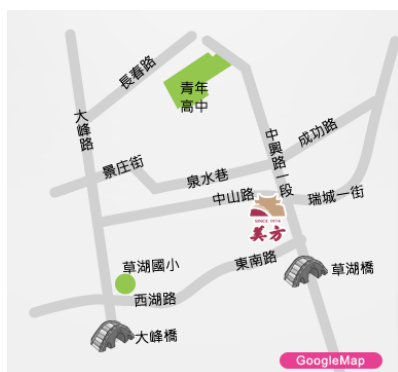 長春路
青年
高中
大峰路
中興路一段
成功路
景庄街
泉水巷
中山路
瑞城一街
SINCE 1974
美方
東南路
草湖國小
草湖橋
西湖路
大峰橋
GoogleMap